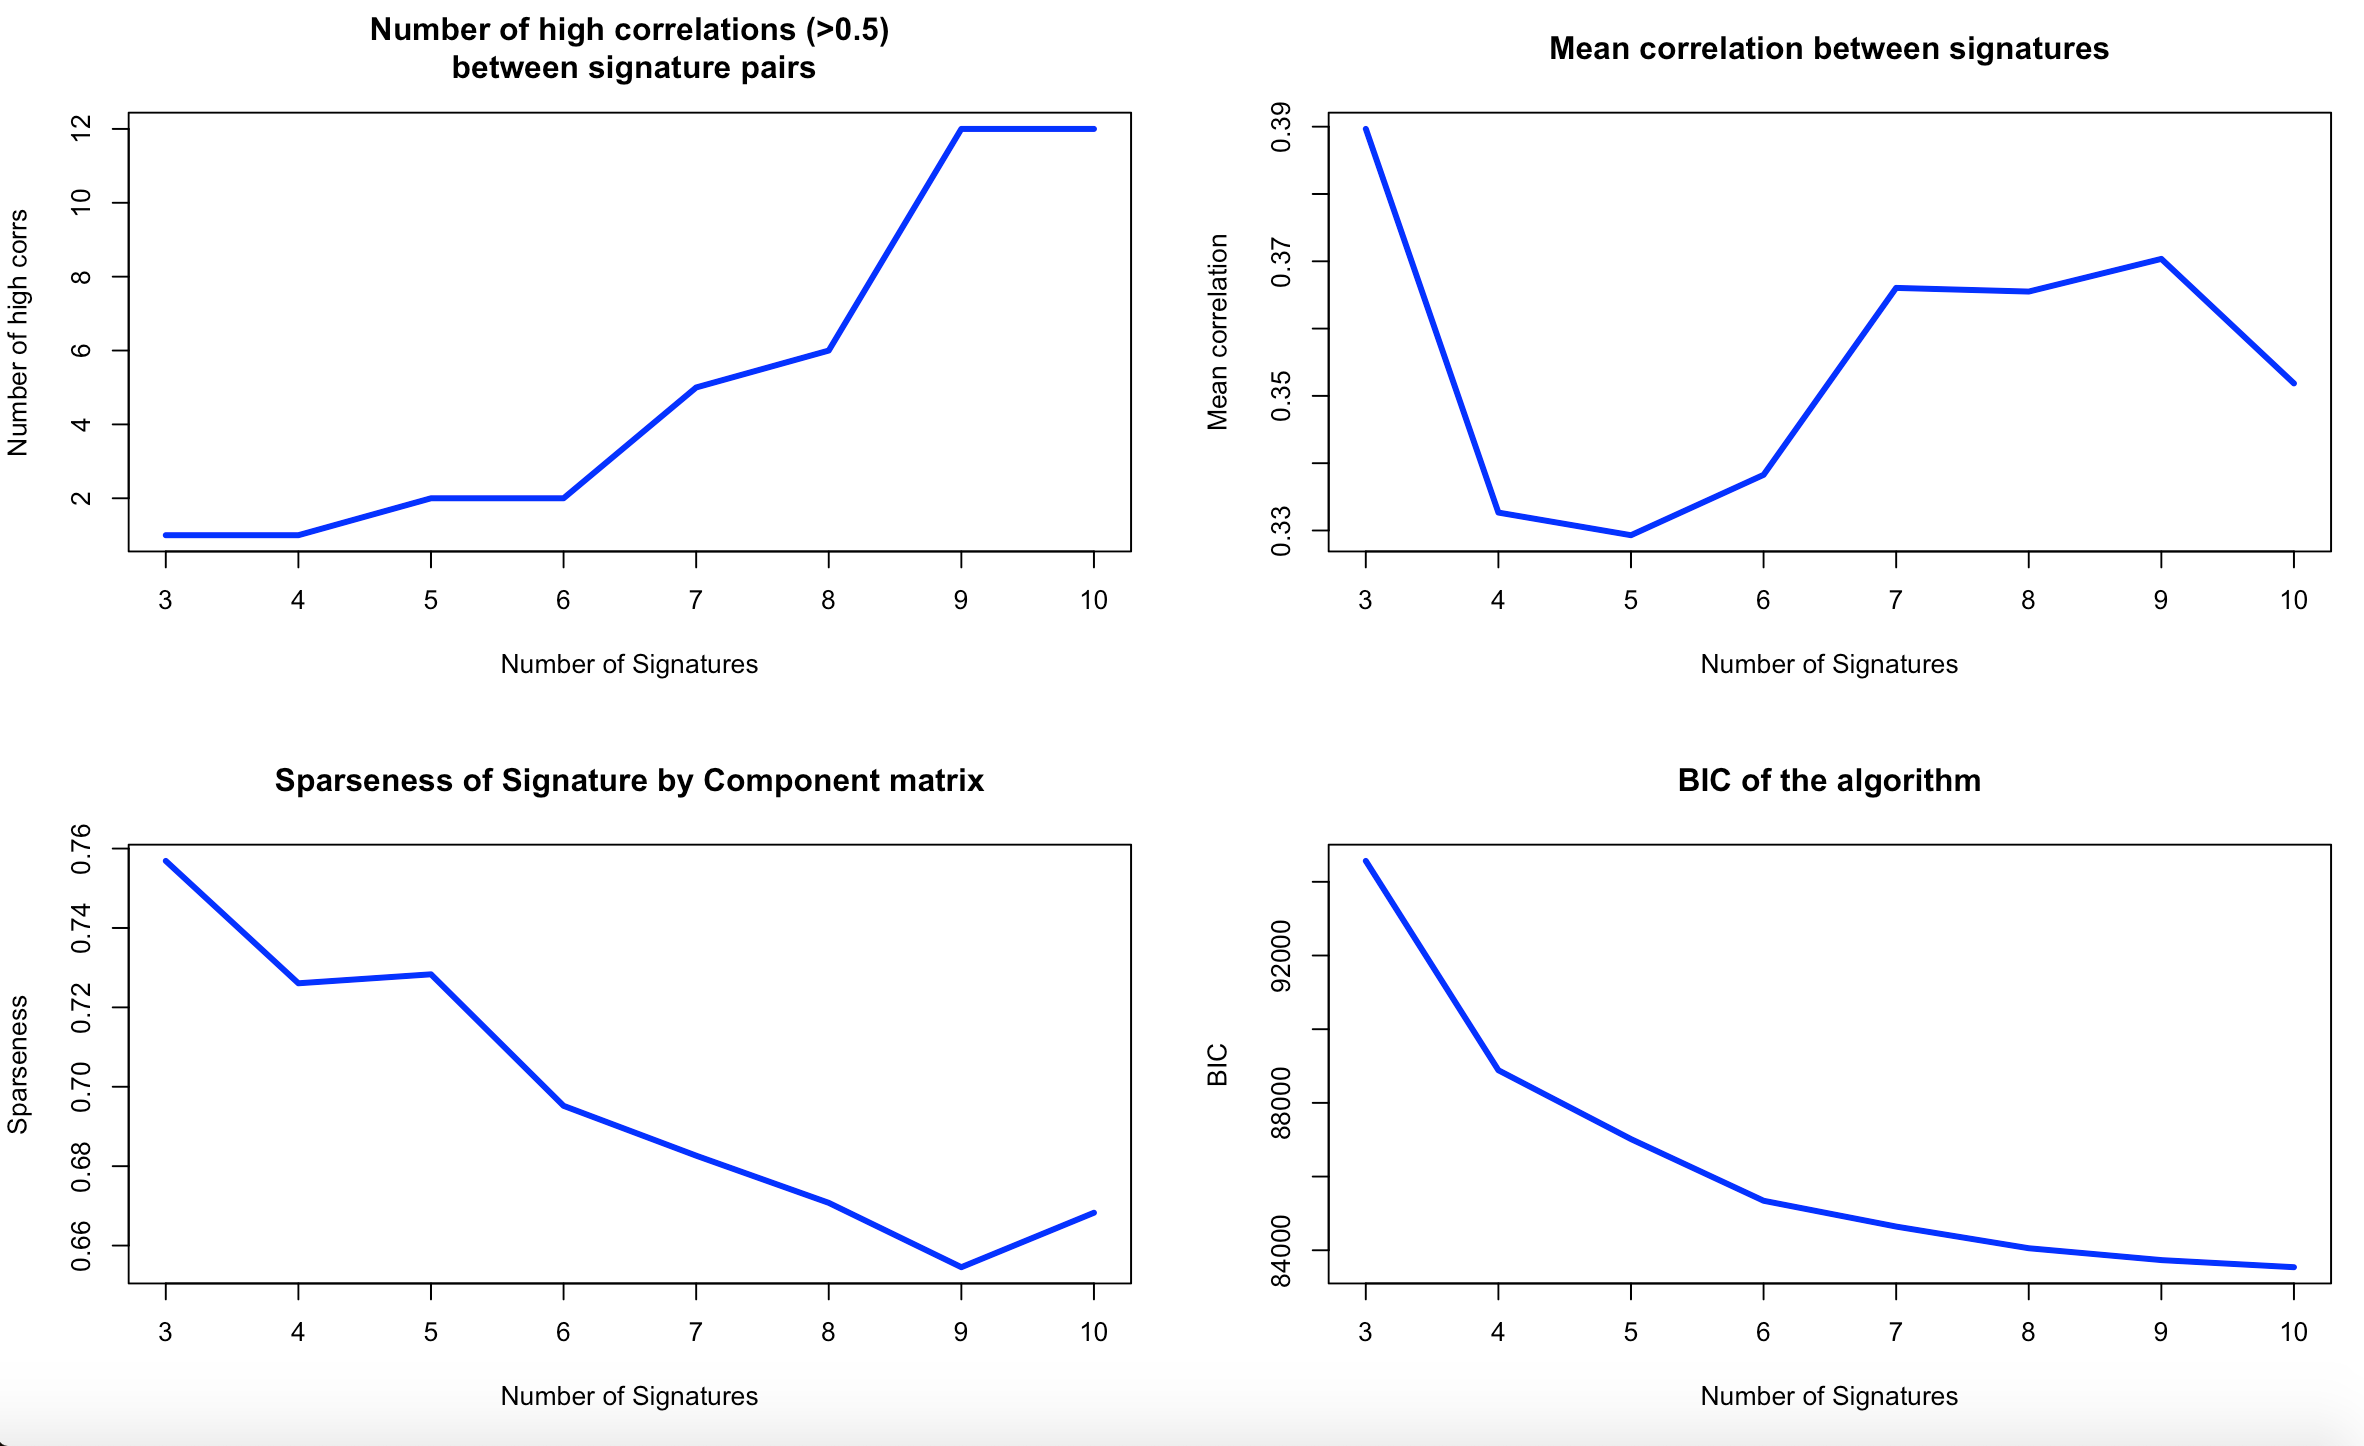 Number of high correlations (>0.5)
between signature pairs
Number of high corrs
12
10
8
6
4
2
3 4 5 6 7 8 9 10
Number of Signatures
Mean correlation between signatures
Mean correlation
0.39
0.37
0.35
0.33
3 4 5 6 7 8 9 10
Number of Signatures
Sparseness of Signature by Component matrix
Sparseness
0.76
0.74
0.72
0.70
0.68
0.66
3 4 5 6 7 8 9 10
Number of Signatures
BIC of the algorithm
BIC
92000
88000
84000
3 4 5 6 7 8 9 10
Number of Signatures